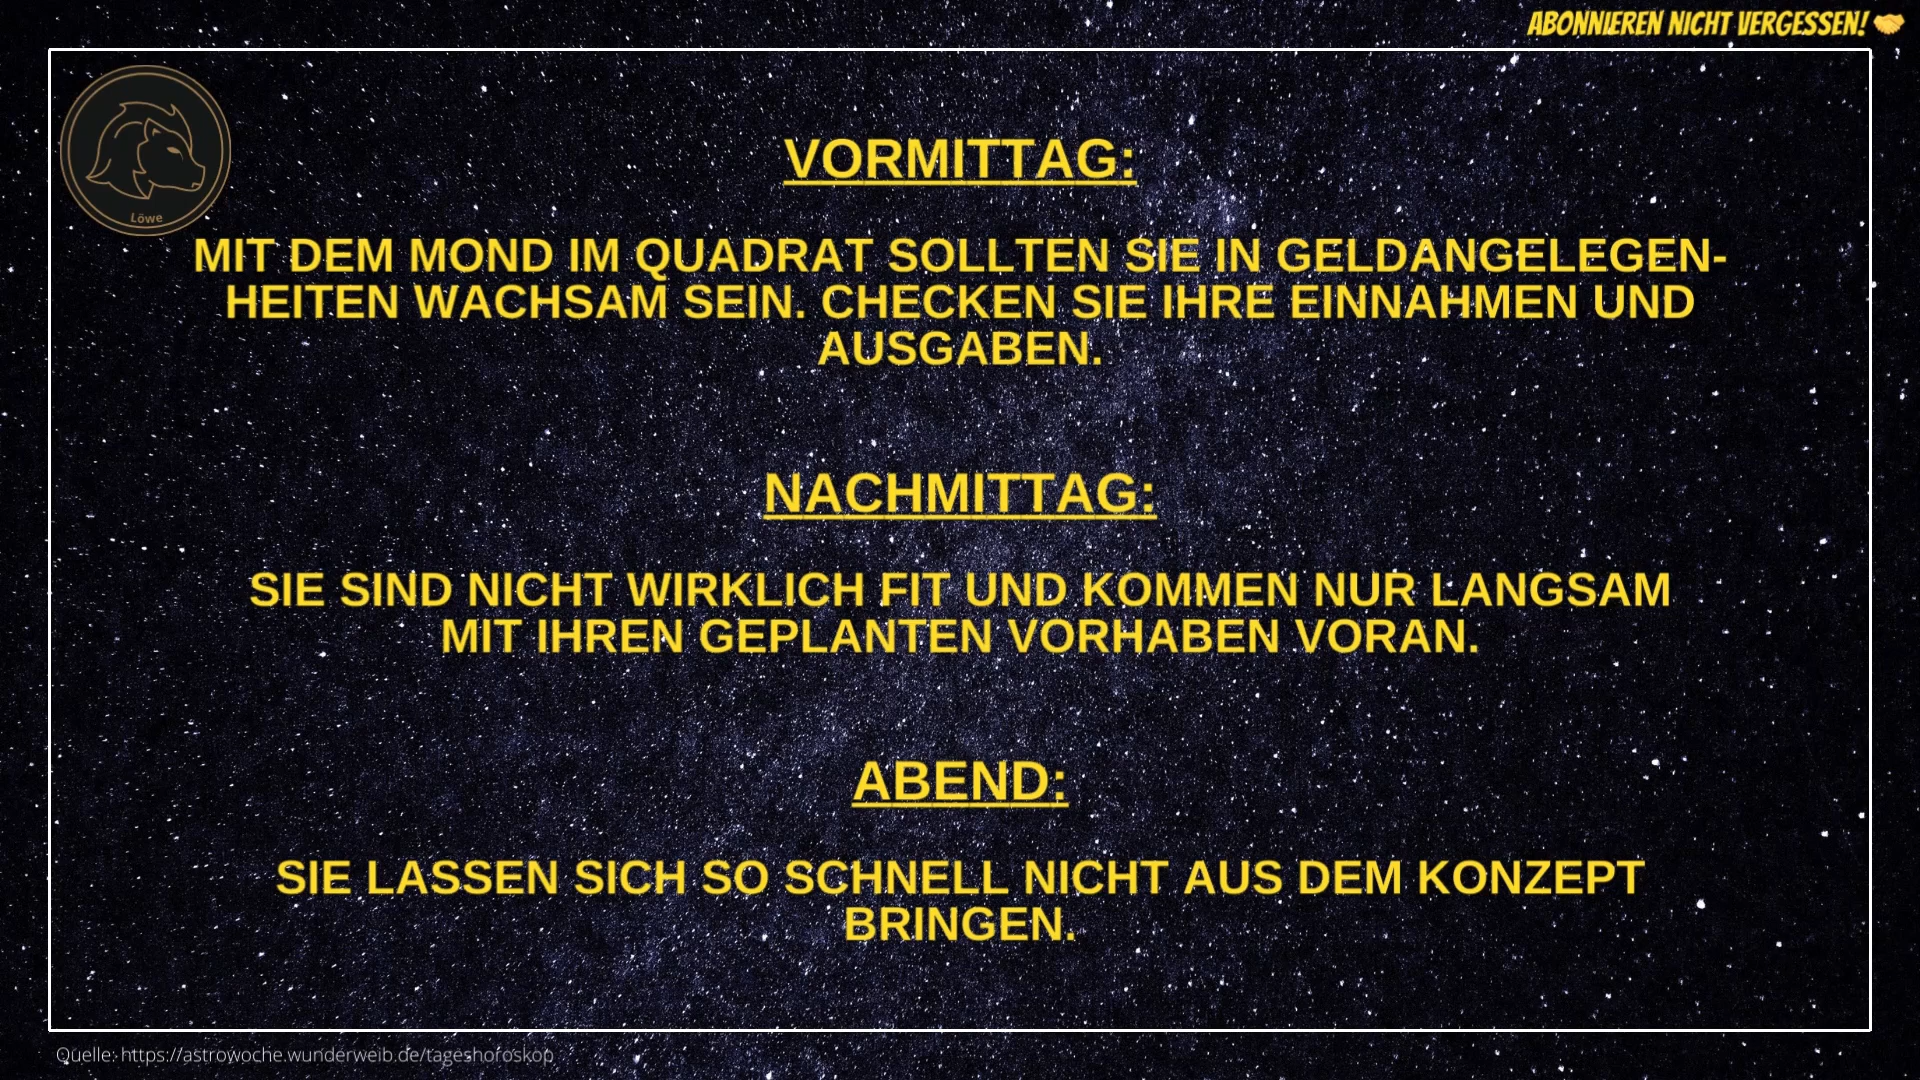 ABONNIEREN NICHT VERGESSEN!
Löwe
VORMITTAG:
MIT DEM MOND IM QUADRAT SOLLTEN SIE IN GELDANGELEGEN-
HEITEN WACHSAM SEIN. CHECKEN SIE IHRE EINNAHMEN UND
AUSGABEN.
NACHMITTAG:
SIE SIND NICHT WIRKLICH FIT UND KOMMEN NUR LANGSAM
MIT IHREN GEPLANTEN VORHABEN VORAN.
ABEND:
SIE LASSEN SICH SO SCHNELL NICHT AUS DEM KONZEPT
BRINGEN.
Quelle: https://astrowoche.wunderweib.de/tageshoroskop